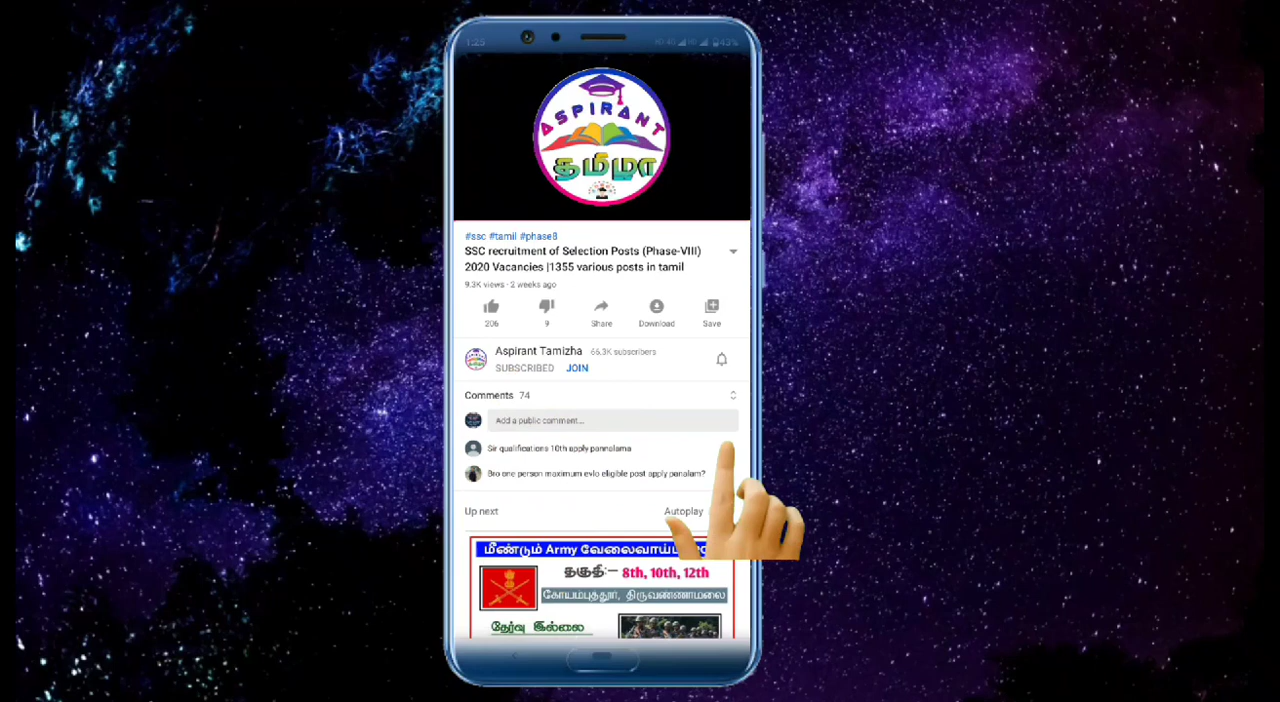 1:25
43%
ASPIRANT
தமிழா
#ssc #tamil #phase8
SSC recruitment of Selection Posts (Phase-VIII)
2020 Vacancies |1355 various posts in tamil
9.3K views · 2 weeks ago
206
9
Share
Download
Save
Aspirant Tamizha 66.3K subscribers
SUBSCRIBED JOIN
Comments 74
Add a public comment...
Sir qualifications 10th apply pannalama
Bro one person maximum evlo eligible post apply panalam?
Up next
Autoplay
மீண்டும் Army
தகுதி:– 8th, 10th, 12th
கோயம்புத்தூர், திருவண்ணாமலை
தேர்வு இல்லை